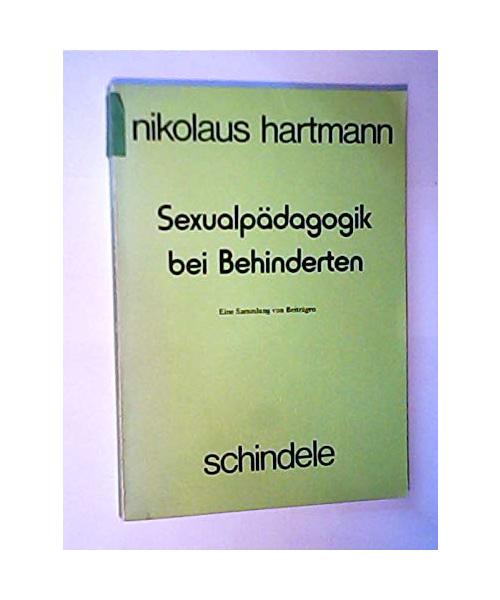 nikolaus hartmann
Sexualpädagogik
bei Behinderten
Eine Sammlung von Beiträgen
schindele